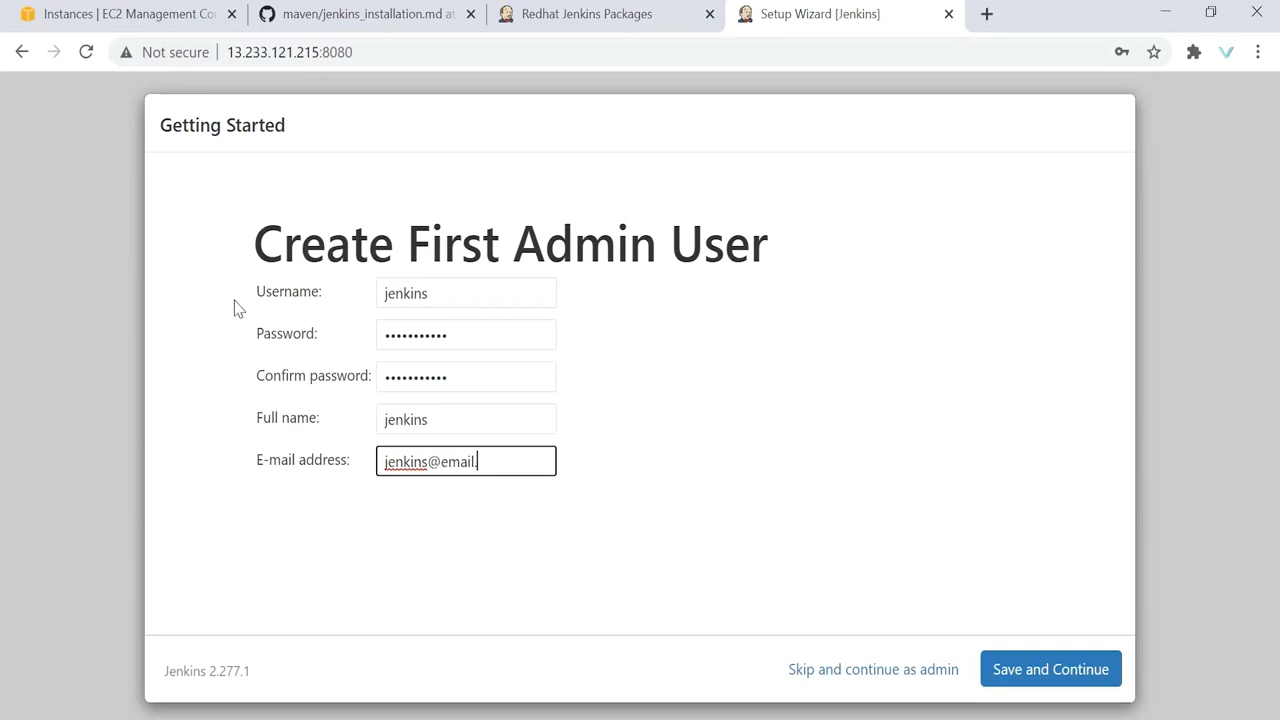 Instances | EC2 Management Co
maven/jenkins_installation.md at
Redhat Jenkins Packages
Setup Wizard [Jenkins]
Not secure
13.233.121.215:8080
Getting Started
Create First Admin User
Username:
jenkins
Password:
•••••••••••
Confirm password:
•••••••••••
Full name:
jenkins
E-mail address:
jenkins@email.
Jenkins 2.277.1
Skip and continue as admin
Save and Continue